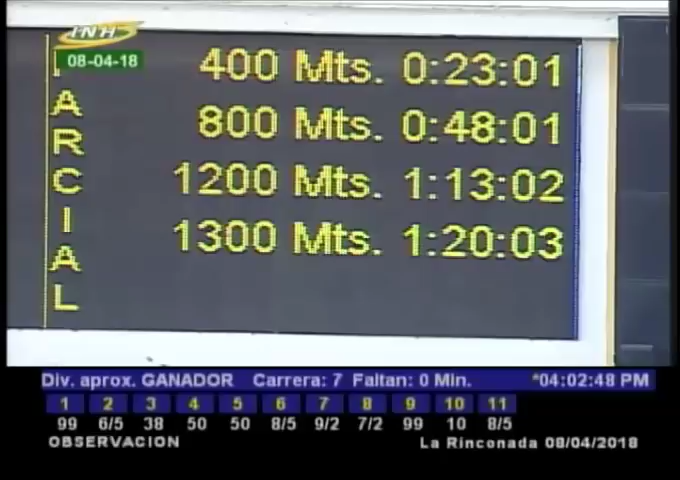 INH
08-04-18
400 Mts. 0:23:01
800 Mts. 0:48:01
1200 Mts. 1:13:02
1300 Mts. 1:20:03
ARCIAL
Div. aprox. GANADOR Carrera: 7 Faltan: 0 Min. *04:02:48 PM
1 2 3 4 5 6 7 8 9 10 11
99 6/5 38 50 50 8/5 9/2 7/2 99 10 8/5
OBSERVACION La Rinconada 08/04/2018